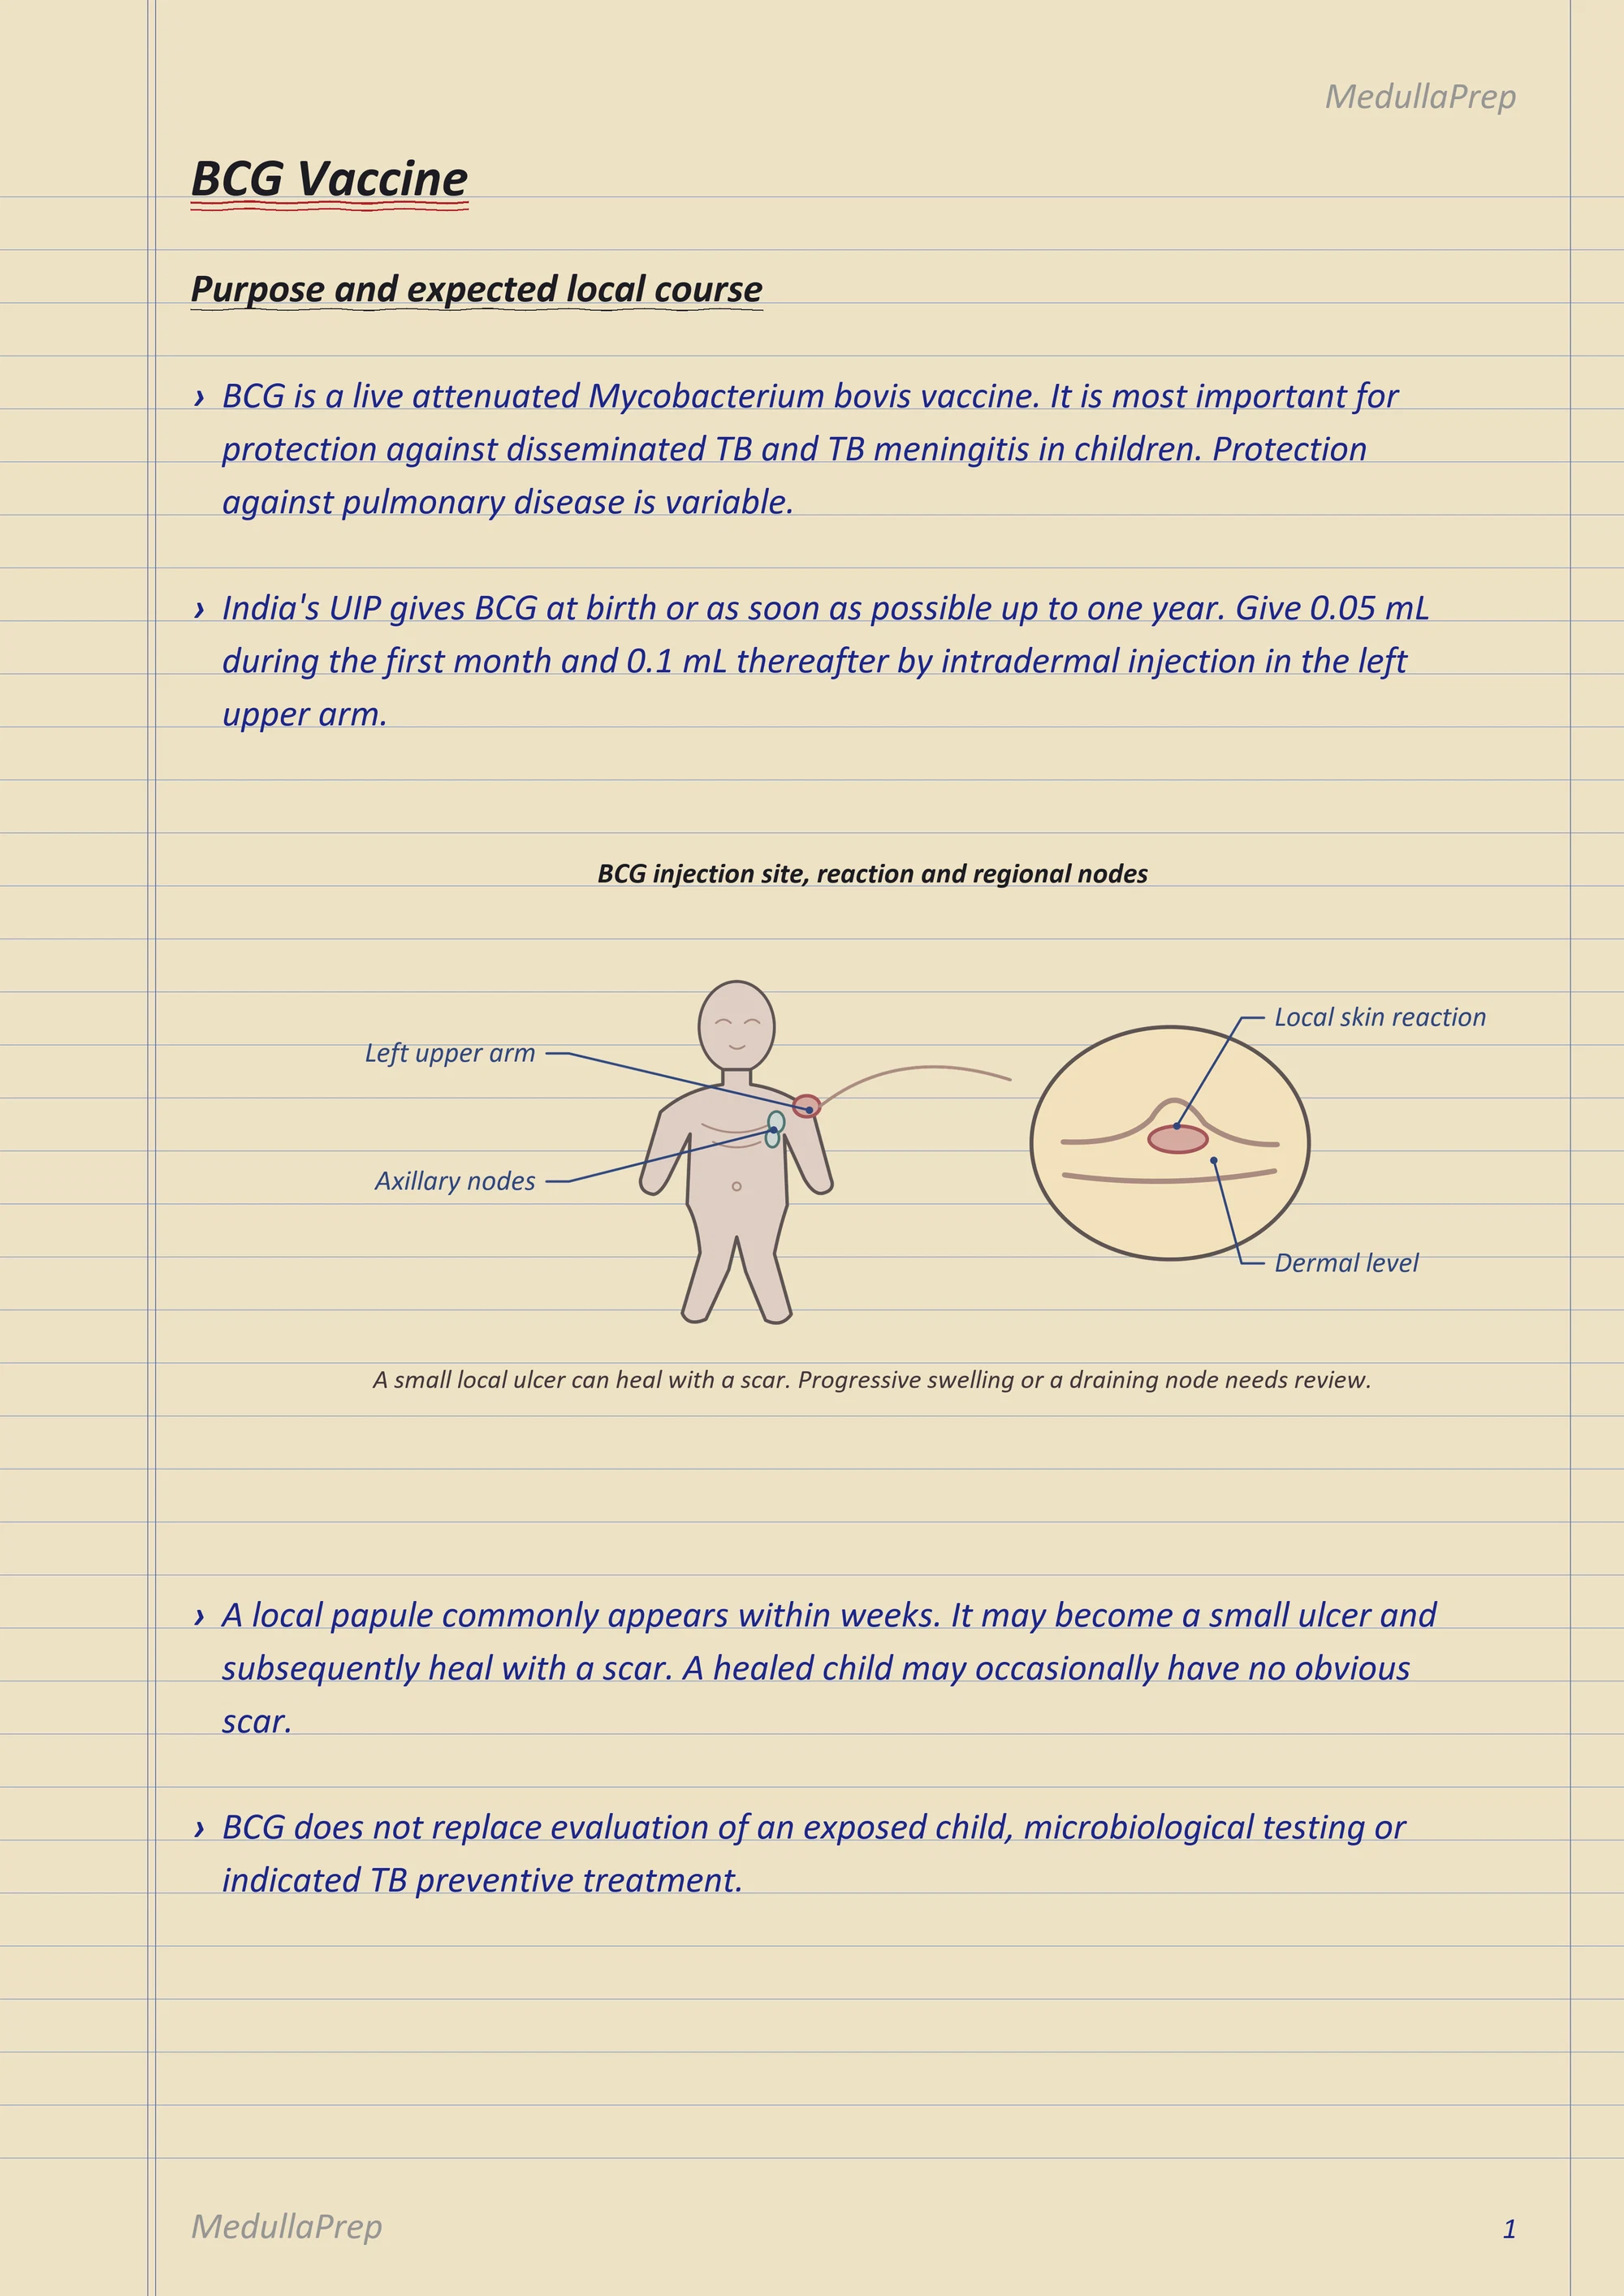 MedullaPrep
BCG Vaccine
Purpose and expected local course
› BCG is a live attenuated Mycobacterium bovis vaccine. It is most important for
protection against disseminated TB and TB meningitis in children. Protection
against pulmonary disease is variable.
› India's UIP gives BCG at birth or as soon as possible up to one year. Give 0.05 mL
during the first month and 0.1 mL thereafter by intradermal injection in the left
upper arm.
BCG injection site, reaction and regional nodes
Local skin reaction
Left upper arm
Axillary nodes
Dermal level
A small local ulcer can heal with a scar. Progressive swelling or a draining node needs review.
› A local papule commonly appears within weeks. It may become a small ulcer and
subsequently heal with a scar. A healed child may occasionally have no obvious
scar.
› BCG does not replace evaluation of an exposed child, microbiological testing or
indicated TB preventive treatment.
MedullaPrep
1